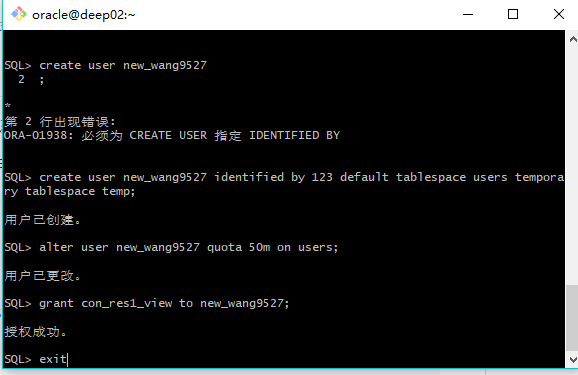 oracle@deep02:~
SQL> create user new_wang9527
2 ;
*
第 2 行出现错误:
ORA-01938: 必须为 CREATE USER 指定 IDENTIFIED BY
SQL> create user new_wang9527 identified by 123 default tablespace users tempora
ry tablespace temp;
用户已创建。
SQL> alter user new_wang9527 quota 50m on users;
用户已更改。
SQL> grant con_res1_view to new_wang9527;
授权成功。
SQL> exit